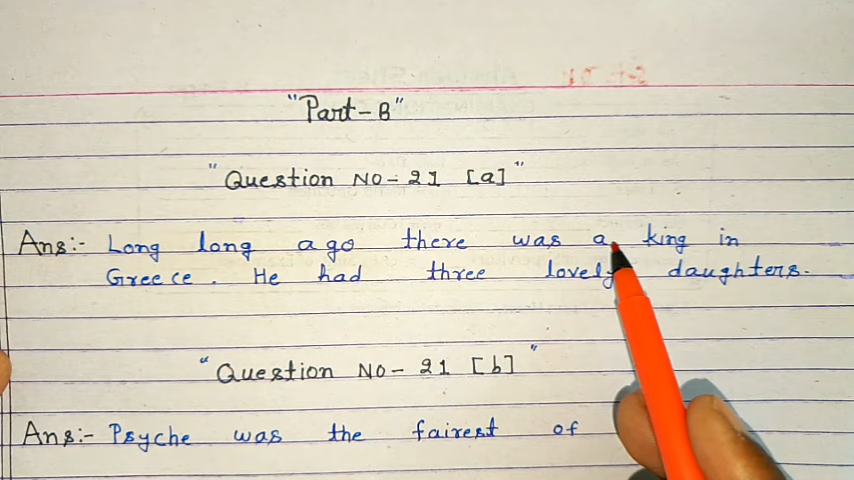 "Part-B"
"Question No-21 [a]"
Ans:- Long long ago there was a king in
Greece. He had three lovely daughters.
"Question No-21 [b]"
Ans:- Psyche was the fairest of